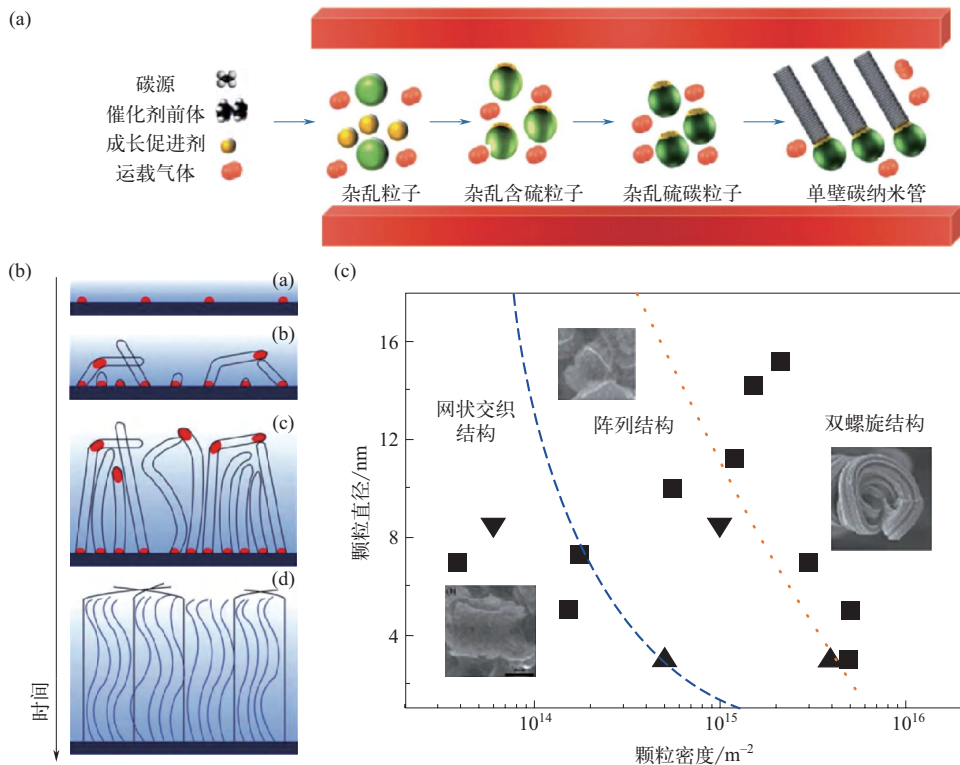 (a)
碳源
催化剂前体
成长促进剂
运载气体
杂乱粒子
杂乱含硫粒子
杂乱硫碳粒子
单壁碳纳米管
(b)
(a)
(b)
(c)
(d)
时间
(c)
颗粒直径/nm
16
12
8
4
网状交织
结构
阵列结构
双螺旋结构
10¹⁴
10¹⁵
10¹⁶
颗粒密度/m⁻²